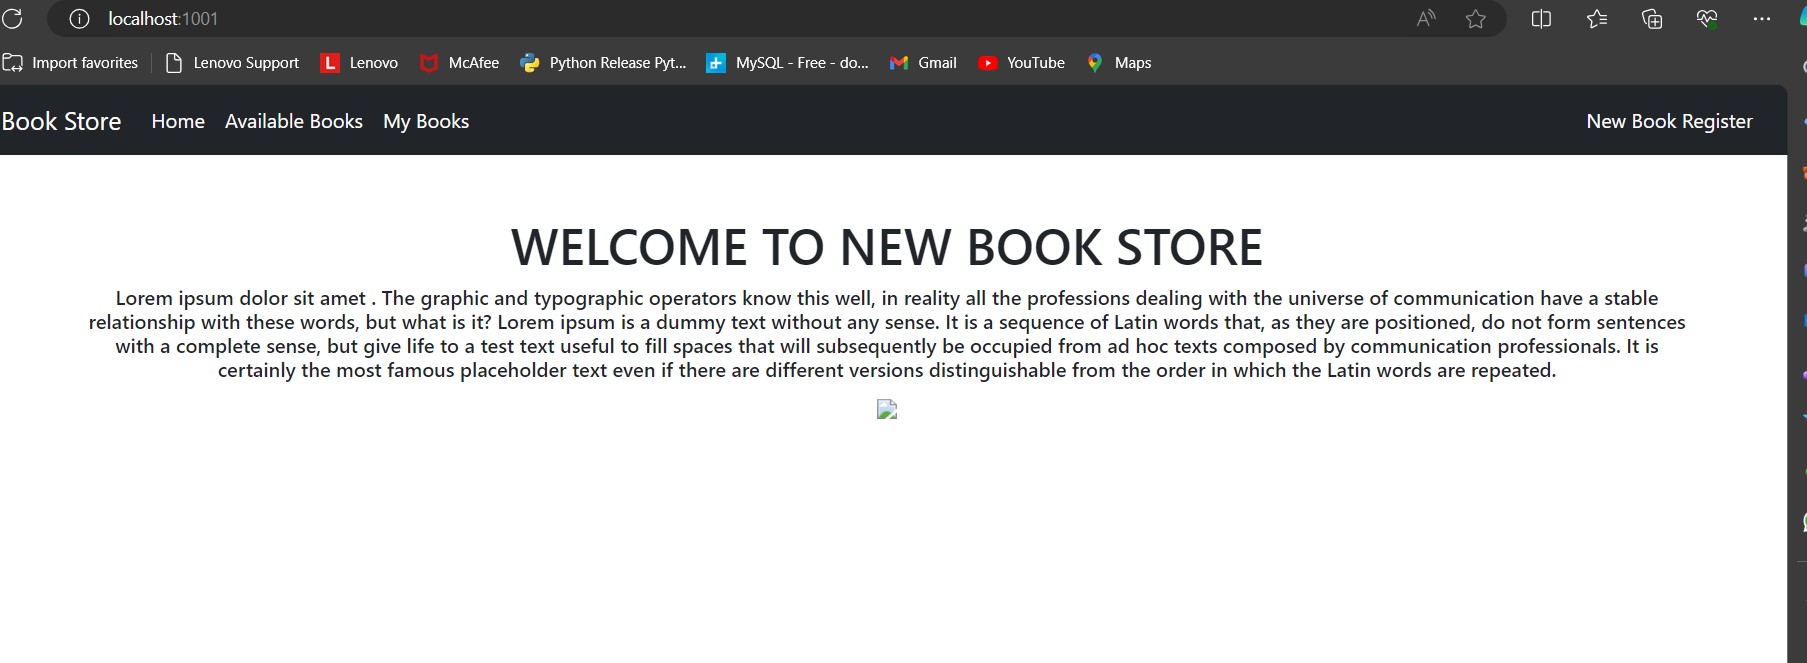 localhost:1001
Import favorites Lenovo Support L Lenovo McAfee Python Release Pyt... MySQL - Free - do... Gmail YouTube Maps
Book Store Home Available Books My Books New Book Register
WELCOME TO NEW BOOK STORE
Lorem ipsum dolor sit amet . The graphic and typographic operators know this well, in reality all the professions dealing with the universe of communication have a stable
relationship with these words, but what is it? Lorem ipsum is a dummy text without any sense. It is a sequence of Latin words that, as they are positioned, do not form sentences
with a complete sense, but give life to a test text useful to fill spaces that will subsequently be occupied from ad hoc texts composed by communication professionals. It is
certainly the most famous placeholder text even if there are different versions distinguishable from the order in which the Latin words are repeated.